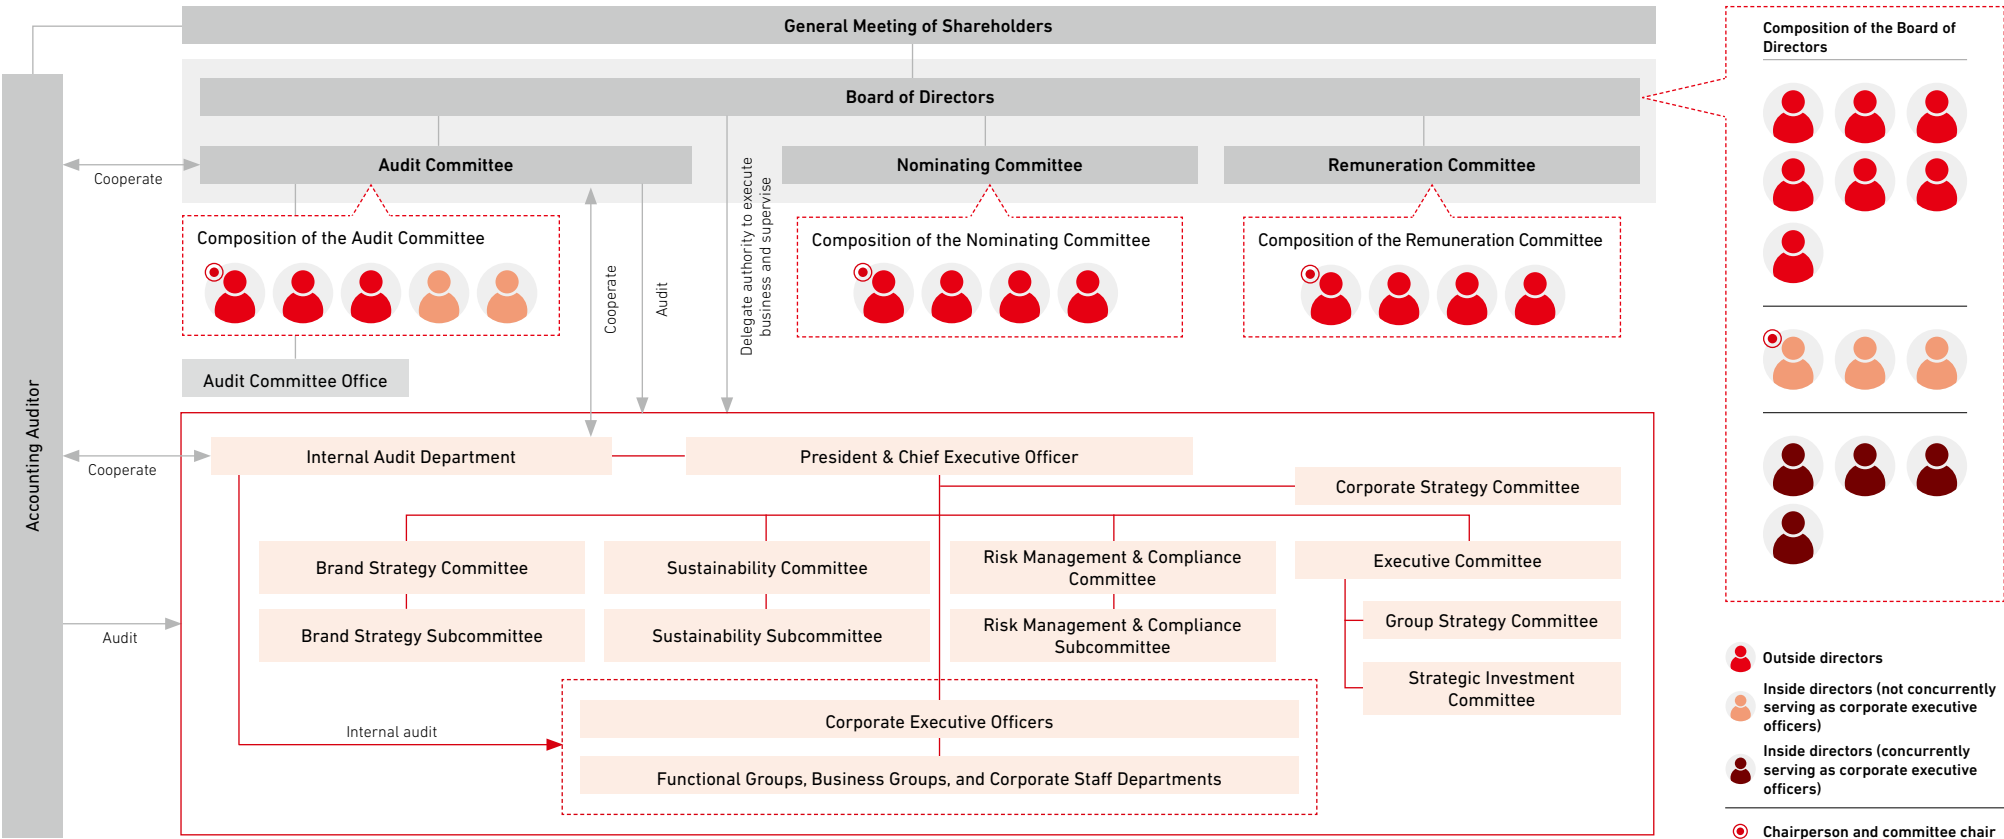 General Meeting of Shareholders
Board of Directors
Audit Committee
Nominating Committee
Remuneration Committee
Cooperate
Composition of the Audit Committee
Cooperate
Audit
Delegate authority to execute
business and supervise
Composition of the Nominating Committee
Composition of the Remuneration Committee
Audit Committee Office
Accounting Auditor
Cooperate
Internal Audit Department
President & Chief Executive Officer
Corporate Strategy Committee
Brand Strategy Committee
Sustainability Committee
Risk Management & Compliance
Committee
Executive Committee
Audit
Brand Strategy Subcommittee
Sustainability Subcommittee
Risk Management & Compliance
Subcommittee
Group Strategy Committee
Strategic Investment
Committee
Internal audit
Corporate Executive Officers
Functional Groups, Business Groups, and Corporate Staff Departments
Composition of the Board of
Directors
Outside directors
Inside directors (not concurrently
serving as corporate executive
officers)
Inside directors (concurrently
serving as corporate executive
officers)
Chairperson and committee chair